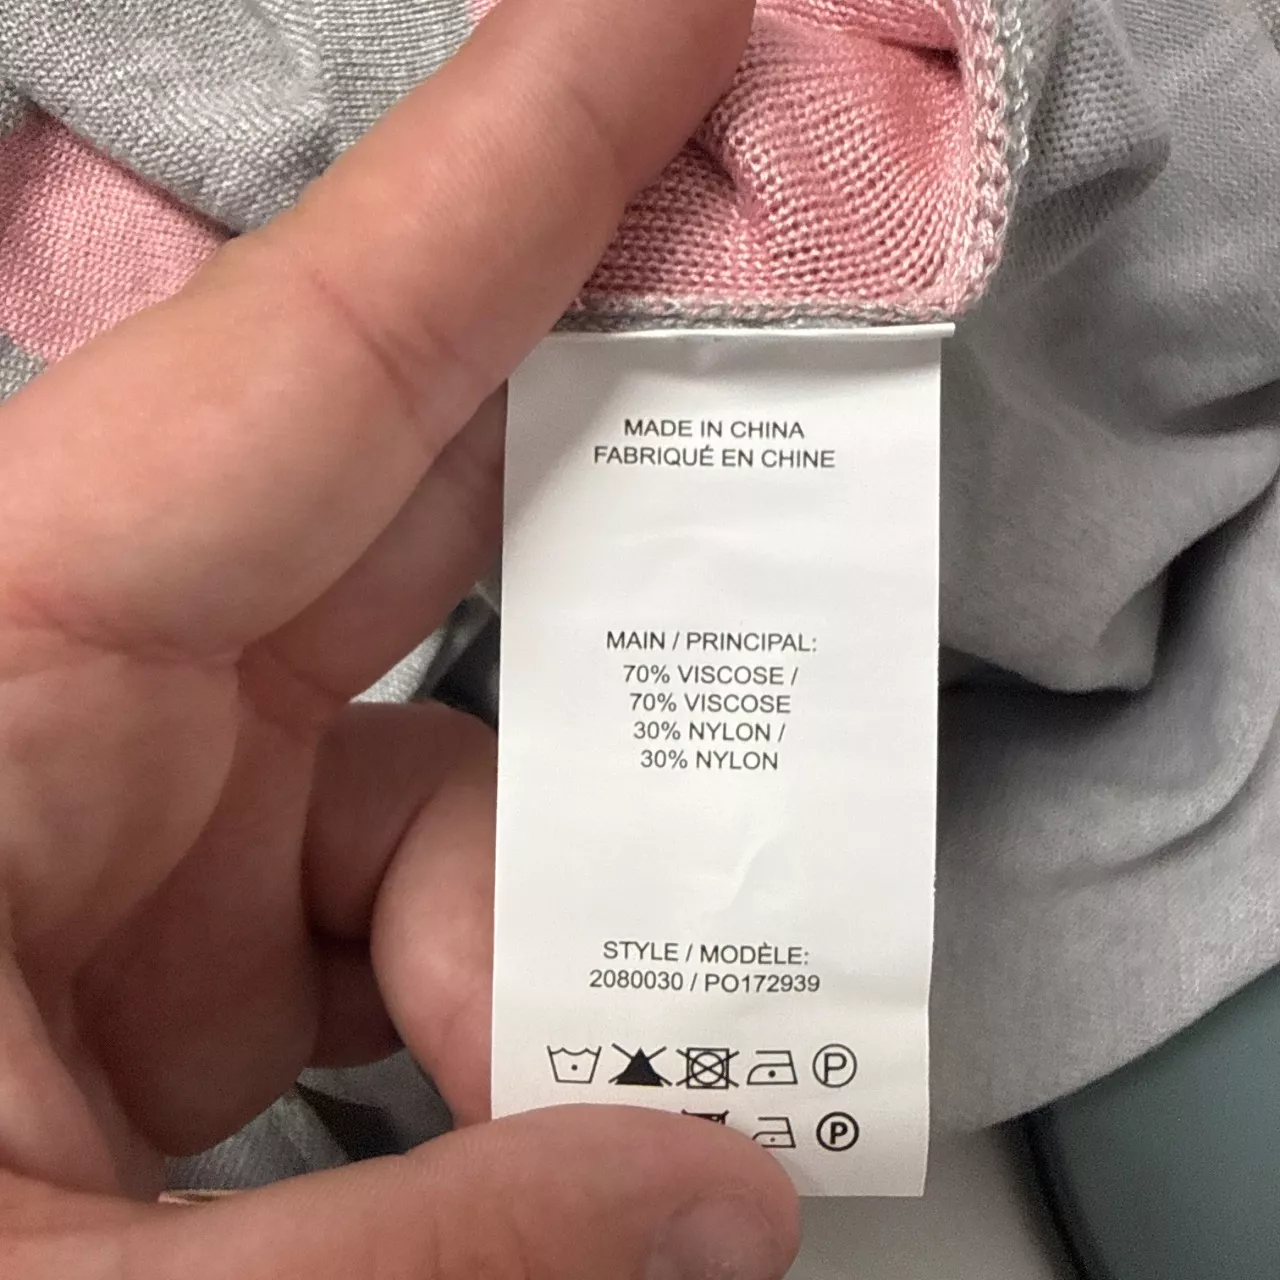 MADE IN CHINA
FABRIQUÉ EN CHINE
MAIN / PRINCIPAL:
70% VISCOSE /
70% VISCOSE
30% NYLON /
30% NYLON
STYLE / MODÈLE:
2080030 / PO172939
P
P